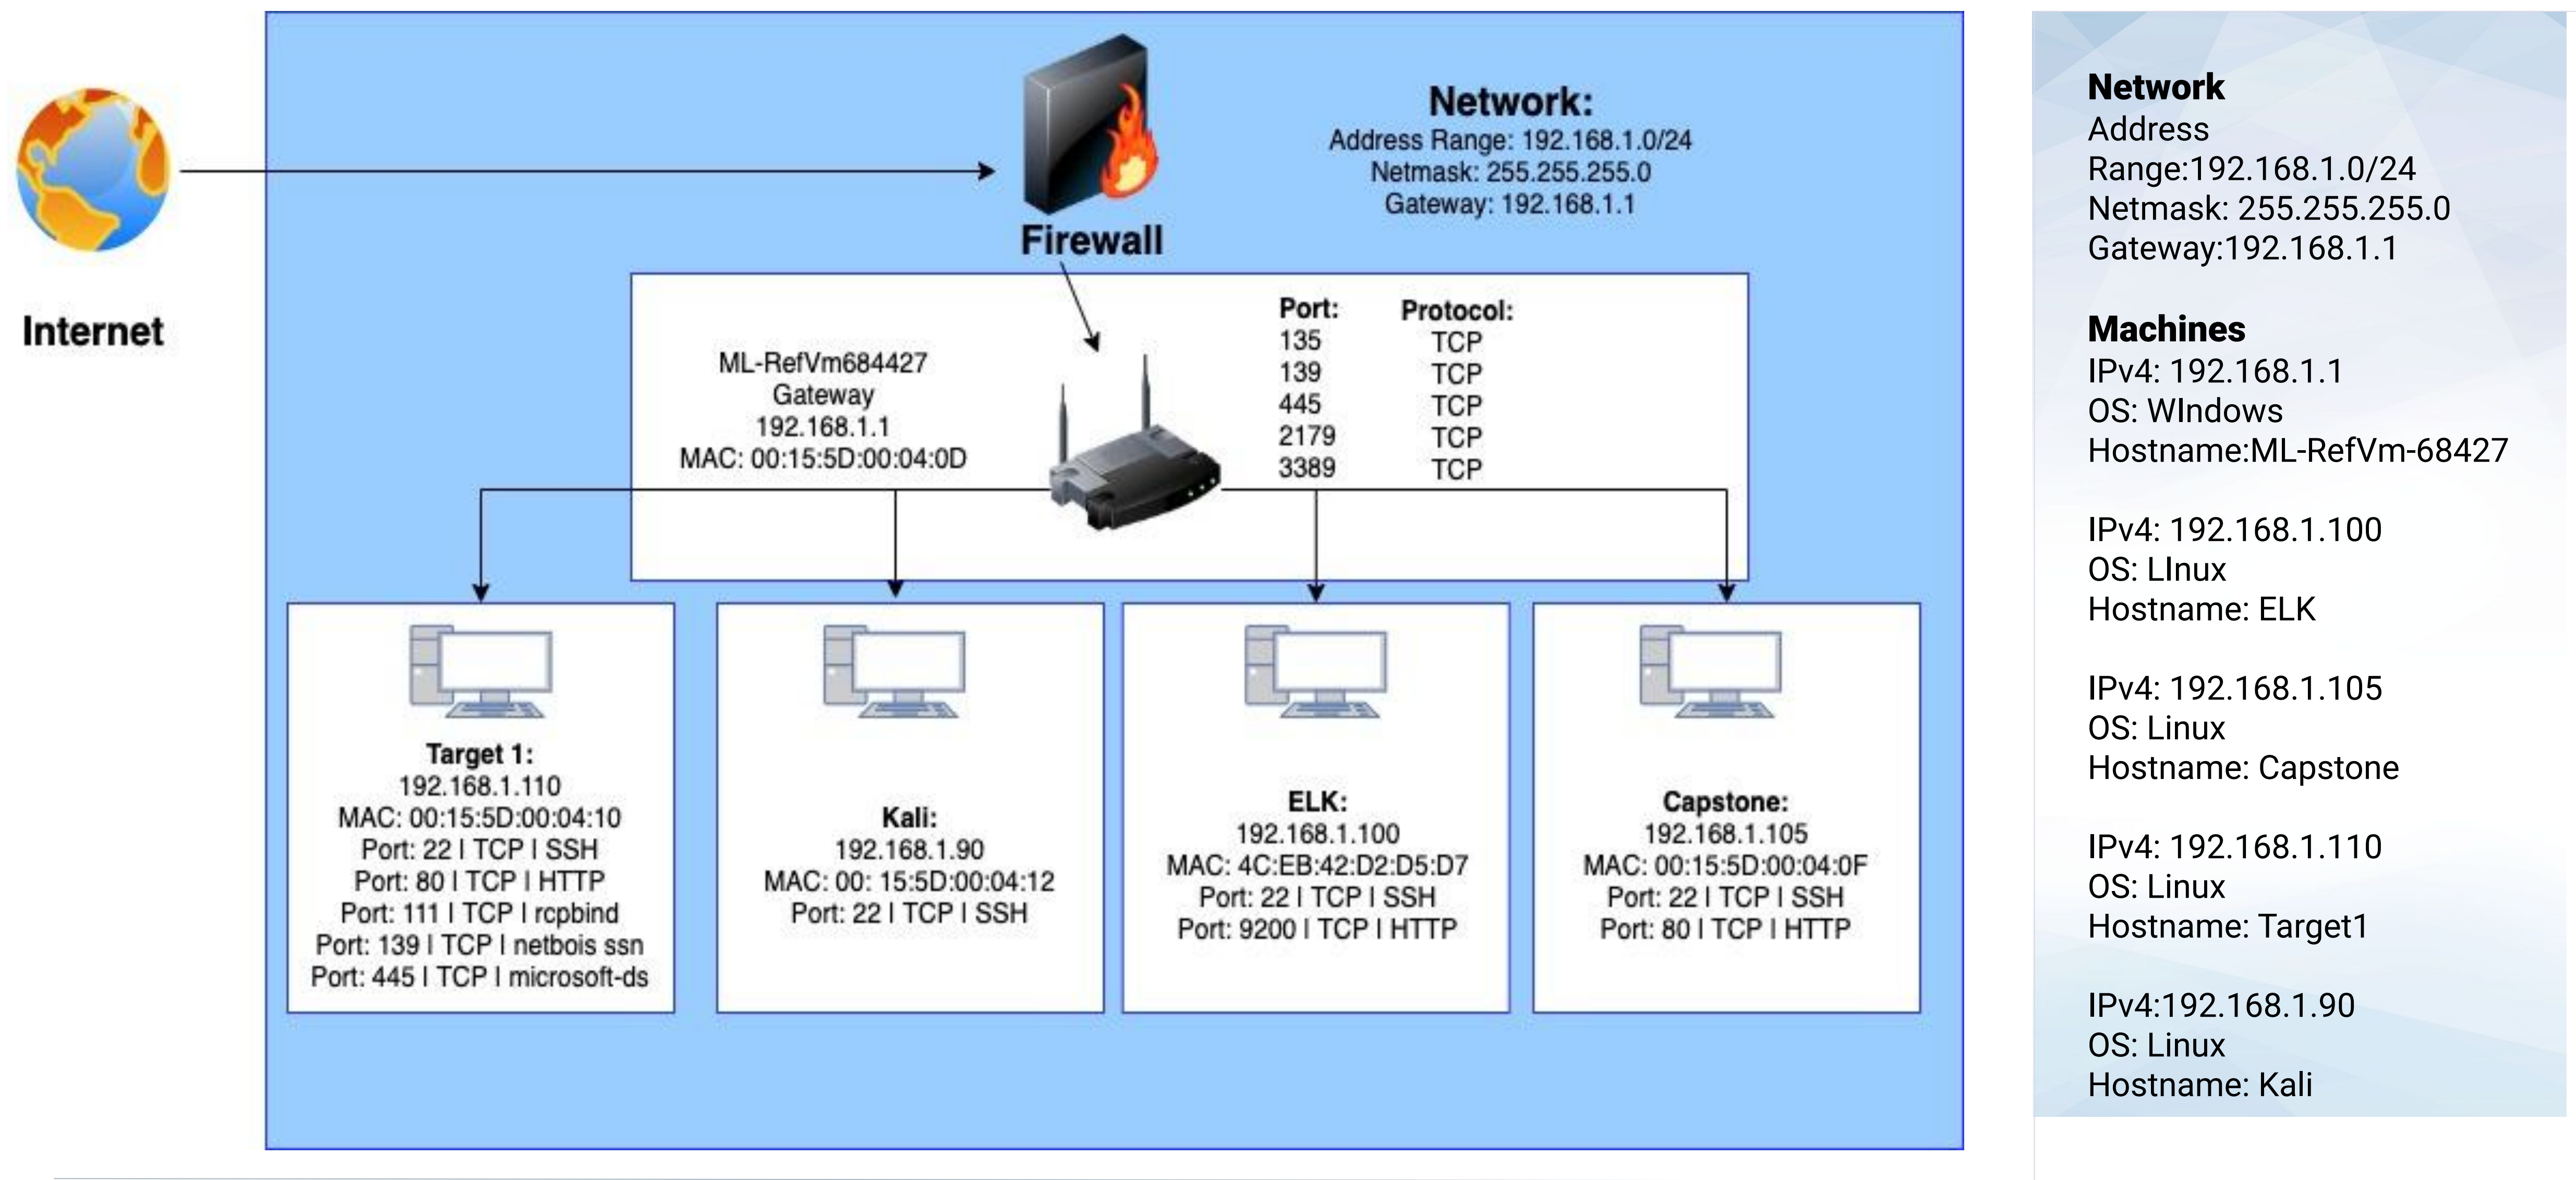 Internet
Firewall
Network:
Address Range: 192.168.1.0/24
Netmask: 255.255.255.0
Gateway: 192.168.1.1
ML-RefVm684427
Gateway
192.168.1.1
MAC: 00:15:5D:00:04:0D
Port: Protocol:
135 TCP
139 TCP
445 TCP
2179 TCP
3389 TCP
Target 1:
192.168.1.110
MAC: 00:15:5D:00:04:10
Port: 22 | TCP | SSH
Port: 80 | TCP | HTTP
Port: 111 | TCP | rcpbind
Port: 139 | TCP | netbois ssn
Port: 445 | TCP | microsoft-ds
Kali:
192.168.1.90
MAC: 00: 15:5D:00:04:12
Port: 22 | TCP | SSH
ELK:
192.168.1.100
MAC: 4C:EB:42:D2:D5:D7
Port: 22 | TCP | SSH
Port: 9200 | TCP | HTTP
Capstone:
192.168.1.105
MAC: 00:15:5D:00:04:0F
Port: 22 | TCP | SSH
Port: 80 | TCP | HTTP
Network
Address
Range:192.168.1.0/24
Netmask: 255.255.255.0
Gateway:192.168.1.1
Machines
IPv4: 192.168.1.1
OS: WIndows
Hostname:ML-RefVm-68427
IPv4: 192.168.1.100
OS: LInux
Hostname: ELK
IPv4: 192.168.1.105
OS: Linux
Hostname: Capstone
IPv4: 192.168.1.110
OS: Linux
Hostname: Target1
IPv4:192.168.1.90
OS: Linux
Hostname: Kali